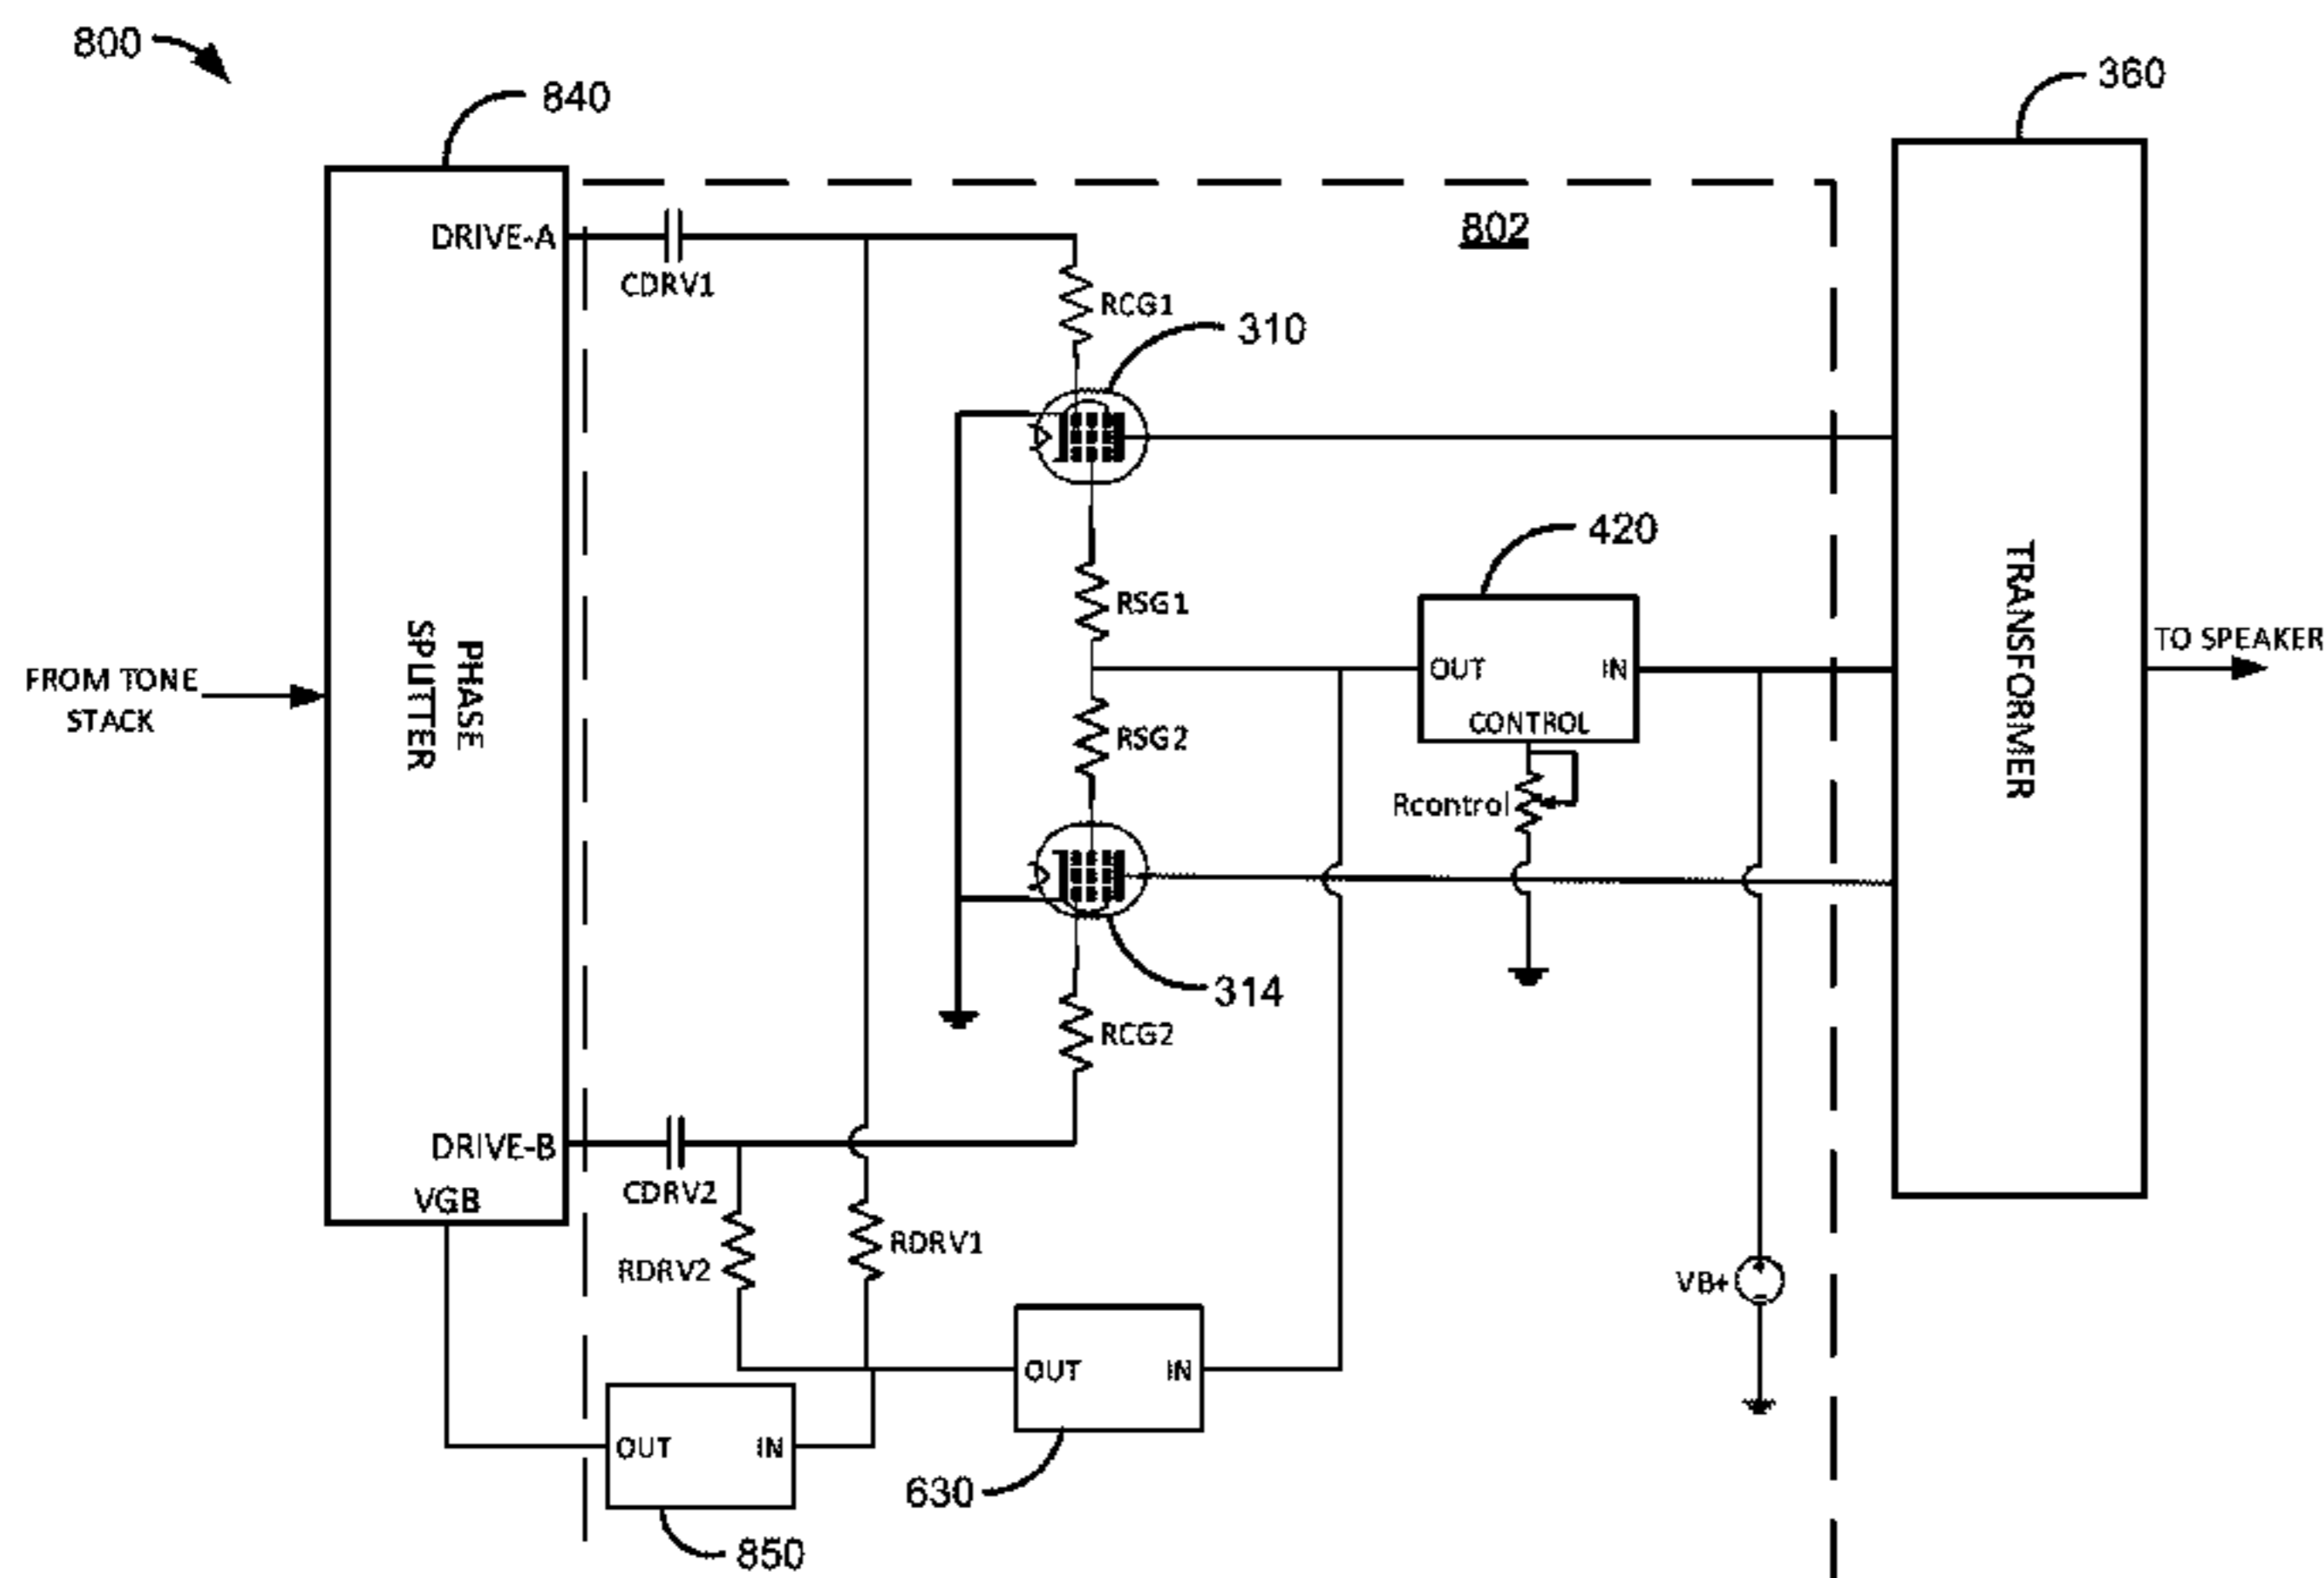 800
840
360
DRIVE-A
802
CDRV1
RCG1
310
420
RSG1
OUT
IN
CONTROL
FROM TONE
STACK
PHASE
SPLITTER
TRANSFORMER
TO SPEAKER
RSG2
Rcontrol
314
RCG2
DRIVE-B
VGB
CDRV2
RDRV1
RDRV2
VB+
OUT
IN
OUT
IN
630
850